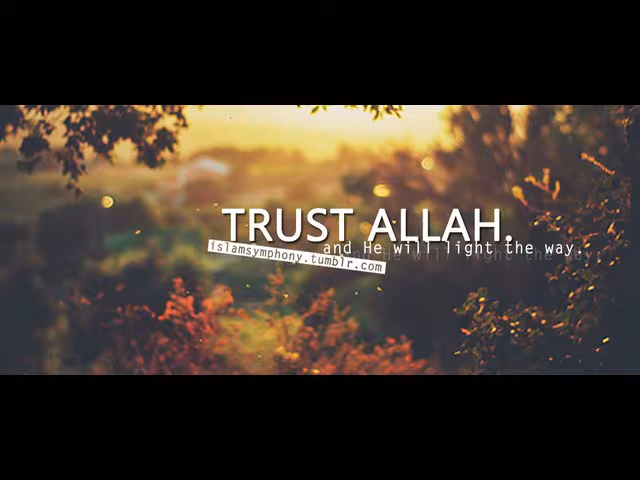 TRUST ALLAH.
and He will light the way.
islamsymphony.tumblr.com